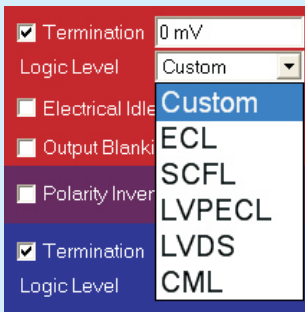 Termination 0 mV
Logic Level Custom
Electrical Idle
Custom
Output Blanki
ECL
SCFL
Polarity Inver
LVPECL
Termination
LVDS
Logic Level
CML